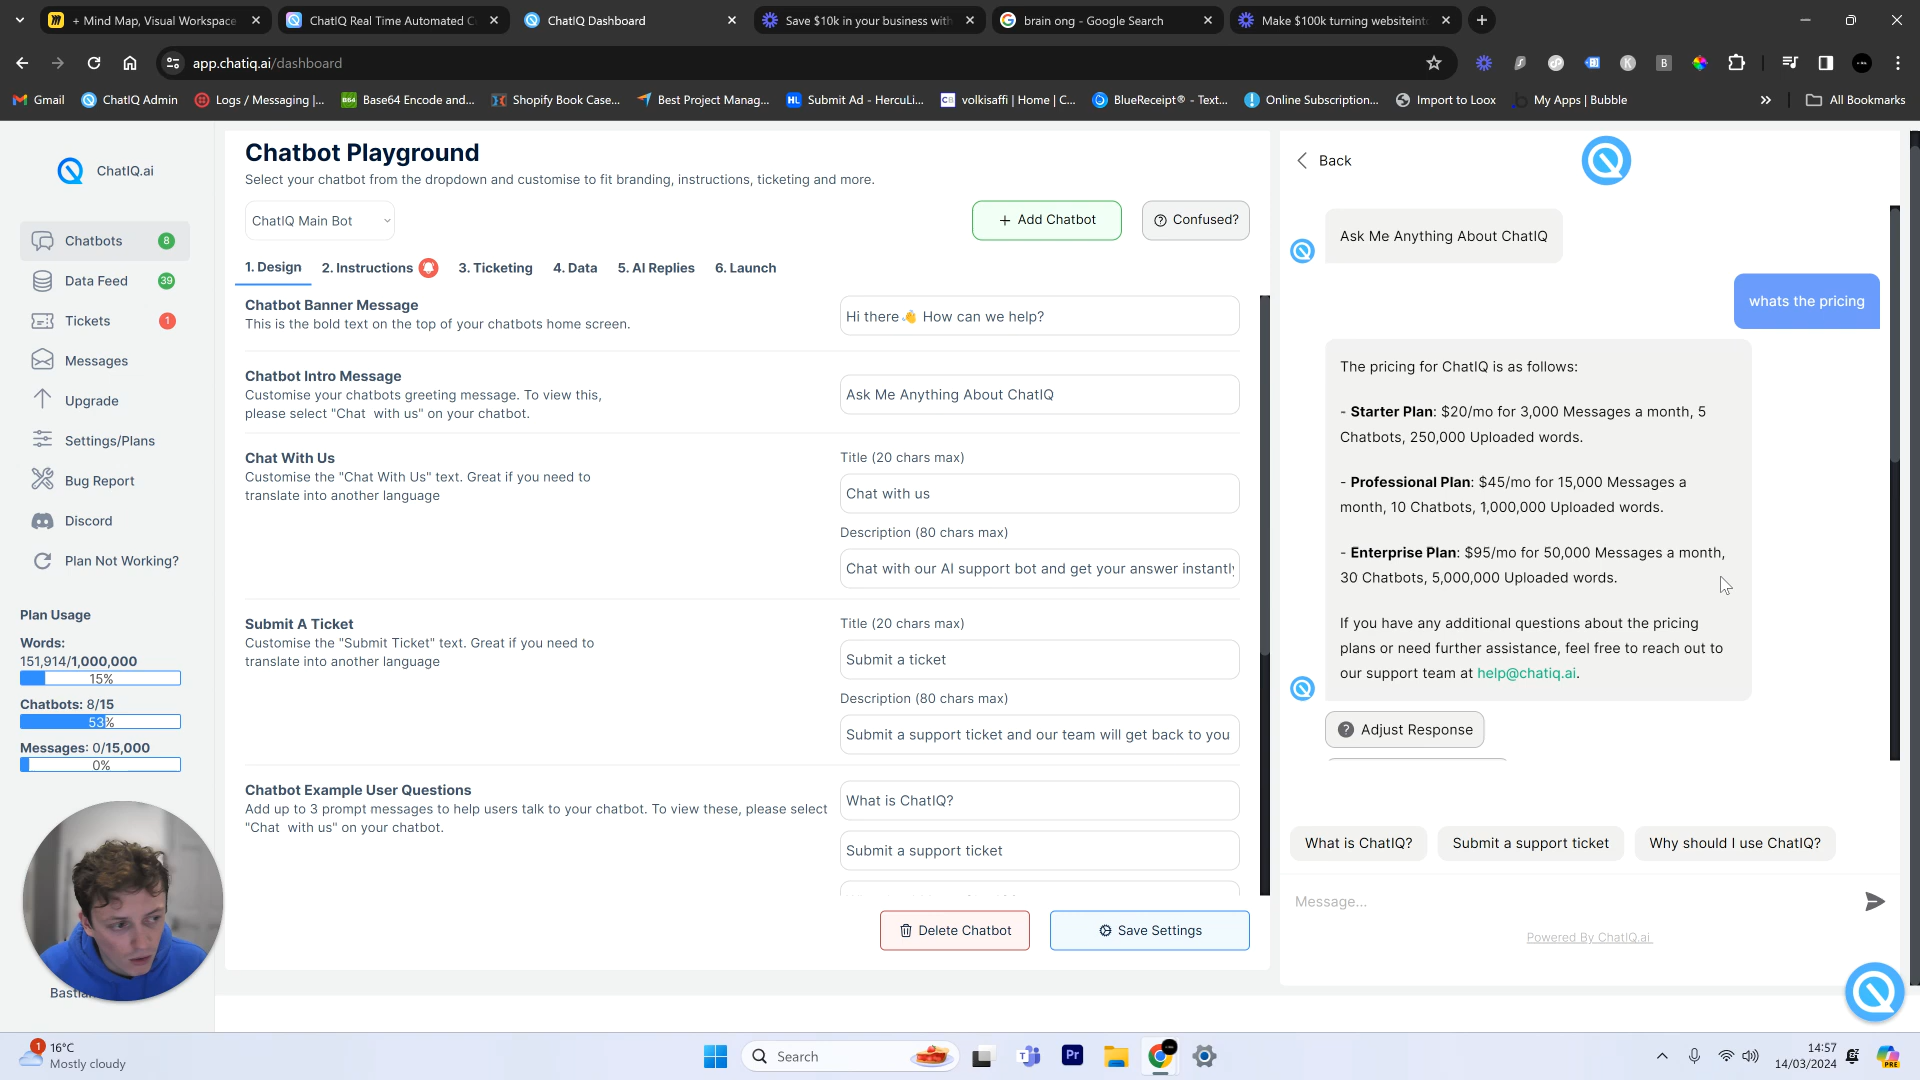 + Mind Map, Visual Workspace
ChatIQ Real Time Automated C
ChatIQ Dashboard
Save $10k in your business with
brain ong - Google Search
Make $100k turning websiteint
app.chatiq.ai/dashboard
Gmail
ChatIQ Admin
Logs / Messaging |...
Base64 Encode and...
Shopify Book Case...
Best Project Manag...
Submit Ad - HercuLi...
volkisaffi | Home | C...
BlueReceipt® - Text...
Online Subscription...
Import to Loox
My Apps | Bubble
All Bookmarks
ChatIQ.ai
Chatbots 8
Data Feed 39
Tickets 1
Messages
Upgrade
Settings/Plans
Bug Report
Discord
Plan Not Working?
Plan Usage
Words:
151,914/1,000,000
15%
Chatbots: 8/15
53%
Messages: 0/15,000
0%
Chatbot Playground
Select your chatbot from the dropdown and customise to fit branding, instructions, ticketing and more.
ChatIQ Main Bot
+ Add Chatbot
Confused?
1. Design
2. Instructions
3. Ticketing
4. Data
5. AI Replies
6. Launch
Chatbot Banner Message
This is the bold text on the top of your chatbots home screen.
Hi there👋 How can we help?
Chatbot Intro Message
Customise your chatbots greeting message. To view this,
please select "Chat with us" on your chatbot.
Ask Me Anything About ChatIQ
Chat With Us
Customise the "Chat With Us" text. Great if you need to
translate into another language
Title (20 chars max)
Chat with us
Description (80 chars max)
Chat with our AI support bot and get your answer instantly
Submit A Ticket
Customise the "Submit Ticket" text. Great if you need to
translate into another language
Title (20 chars max)
Submit a ticket
Description (80 chars max)
Submit a support ticket and our team will get back to you
Chatbot Example User Questions
Add up to 3 prompt messages to help users talk to your chatbot. To view these, please select
"Chat with us" on your chatbot.
What is ChatIQ?
Submit a support ticket
Delete Chatbot
Save Settings
Back
Ask Me Anything About ChatIQ
whats the pricing
The pricing for ChatIQ is as follows:
- Starter Plan: $20/mo for 3,000 Messages a month, 5
Chatbots, 250,000 Uploaded words.
- Professional Plan: $45/mo for 15,000 Messages a
month, 10 Chatbots, 1,000,000 Uploaded words.
- Enterprise Plan: $95/mo for 50,000 Messages a month,
30 Chatbots, 5,000,000 Uploaded words.
If you have any additional questions about the pricing
plans or need further assistance, feel free to reach out to
our support team at help@chatiq.ai.
Adjust Response
What is ChatIQ?
Submit a support ticket
Why should I use ChatIQ?
Message...
Powered By ChatIQ.ai
1
16°C
Mostly cloudy
Search
Pr
14:57
14/03/2024
PRE